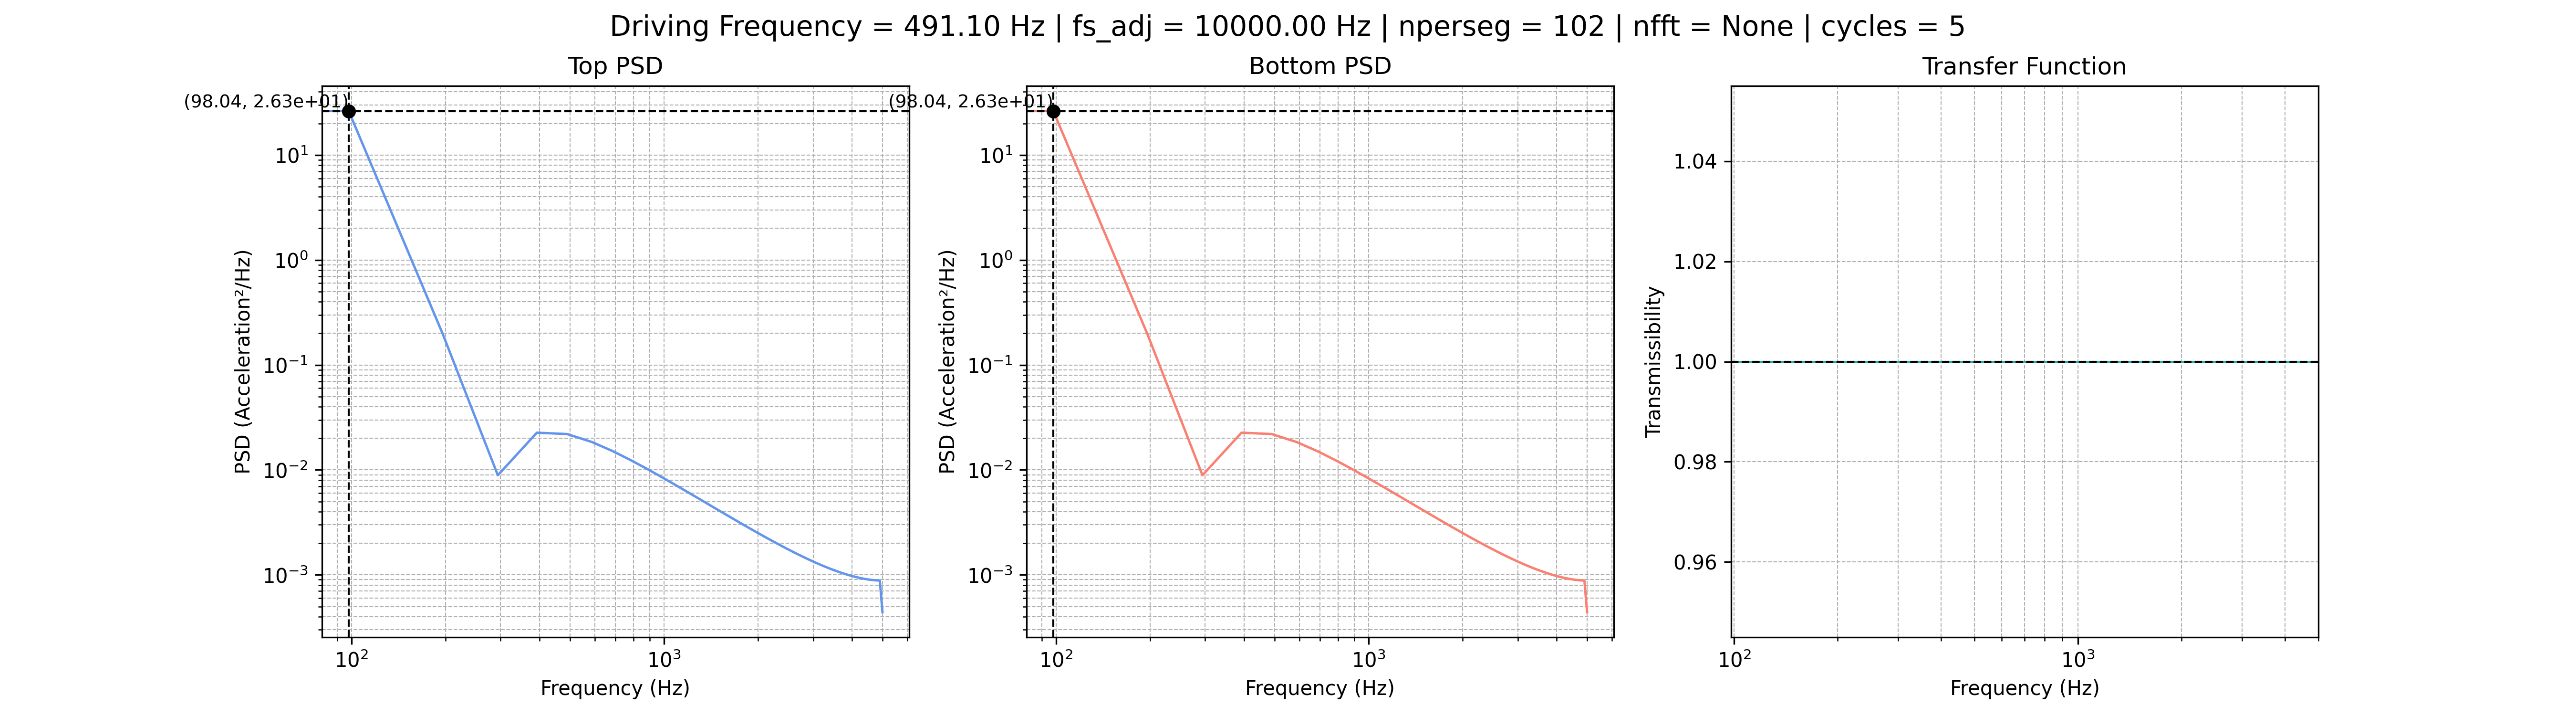 Driving Frequency = 491.10 Hz | fs_adj = 10000.00 Hz | nperseg = 102 | nfft = None | cycles = 5
Top PSD
(98.04, 2.63e+01)
10¹
10⁰
10⁻¹
10⁻²
10⁻³
PSD (Acceleration²/Hz)
10²
10³
Frequency (Hz)
Bottom PSD
(98.04, 2.63e+01)
10¹
10⁰
10⁻¹
10⁻²
10⁻³
PSD (Acceleration²/Hz)
10²
10³
Frequency (Hz)
Transfer Function
1.04
1.02
1.00
0.98
0.96
Transmissibility
10²
10³
Frequency (Hz)